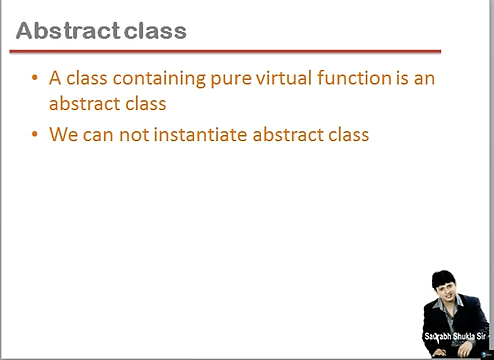 Abstract class
• A class containing pure virtual function is an
abstract class
• We can not instantiate abstract class
Saurabh Shukla Sir